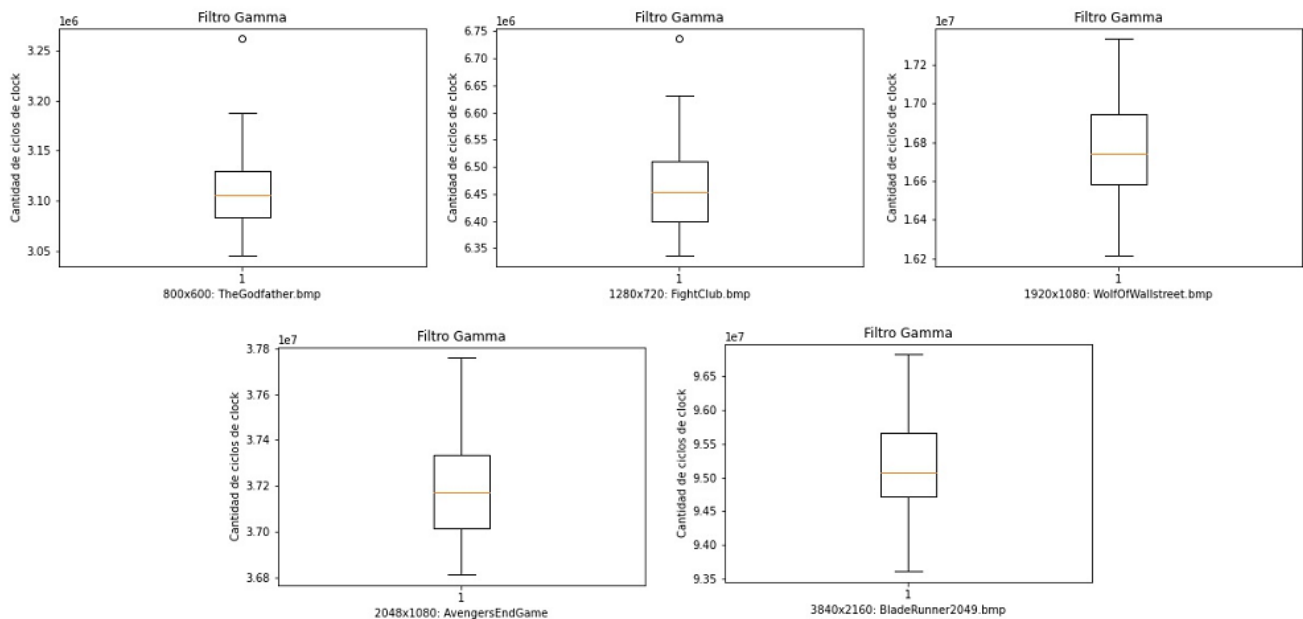 Filtro Gamma
1e6
Cantidad de ciclos de clock
3.25
3.20
3.15
3.10
3.05
1
800x600: TheGodfather.bmp
Filtro Gamma
1e6
Cantidad de ciclos de clock
6.75
6.70
6.65
6.60
6.55
6.50
6.45
6.40
6.35
1
1280x720: FightClub.bmp
Filtro Gamma
1e7
Cantidad de ciclos de clock
1.72
1.70
1.68
1.66
1.64
1.62
1
1920x1080: WolfOfWallstreet.bmp
Filtro Gamma
1e7
Cantidad de ciclos de clock
3.78
3.76
3.74
3.72
3.70
3.68
1
2048x1080: AvengersEndGame
Filtro Gamma
1e7
Cantidad de ciclos de clock
9.65
9.60
9.55
9.50
9.45
9.40
9.35
1
3840x2160: BladeRunner2049.bmp